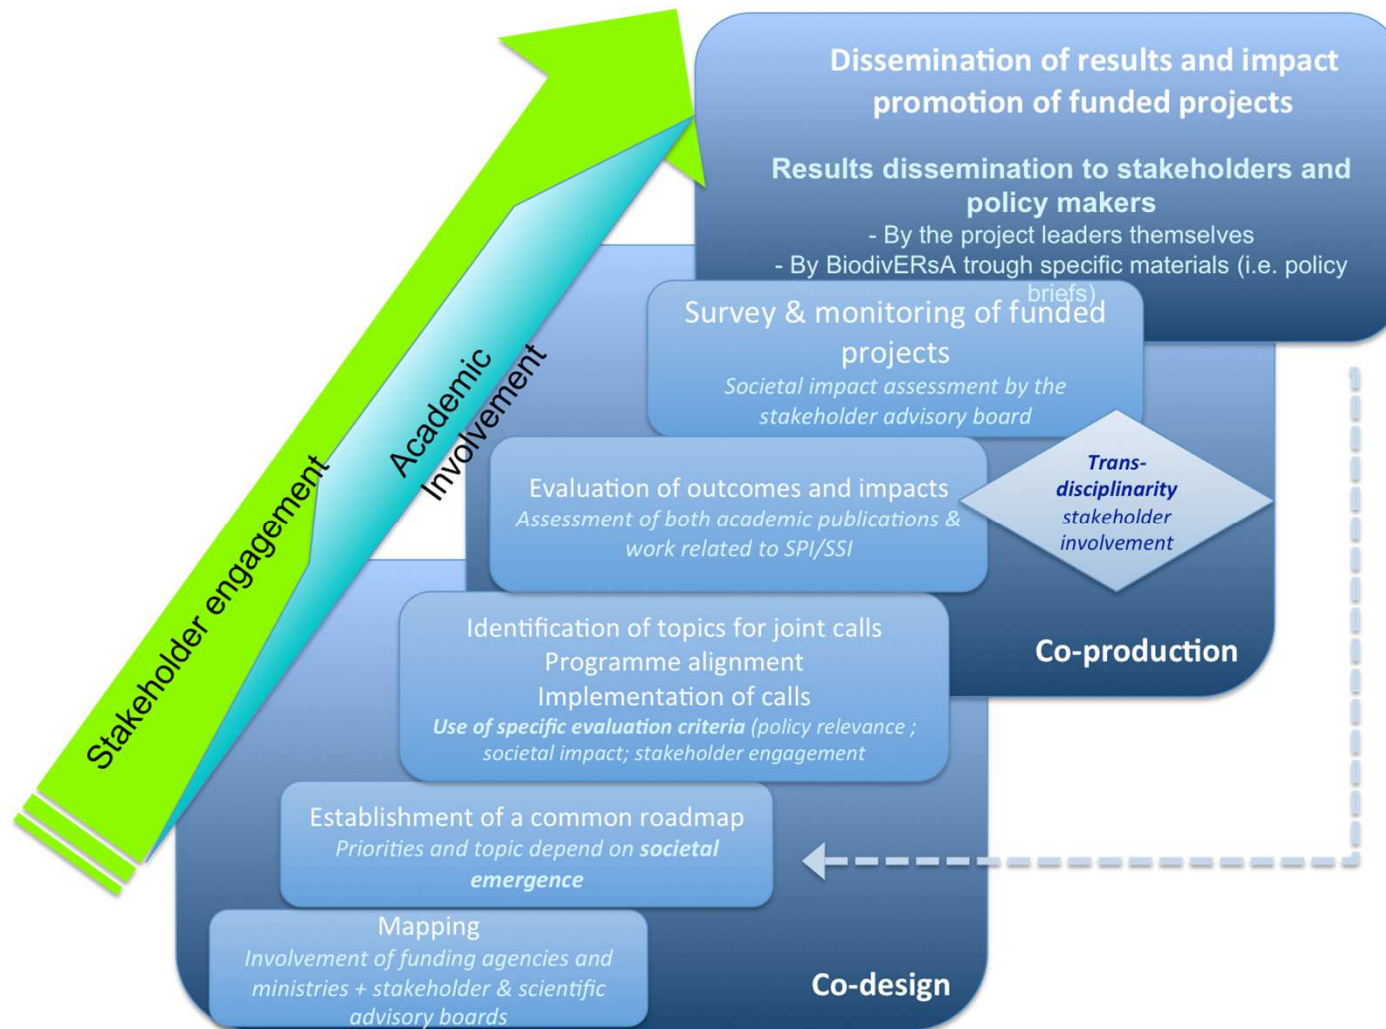 Dissemination of results and impact
promotion of funded projects
Results dissemination to stakeholders and
policy makers
- By the project leaders themselves
- By BiodivERsA trough specific materials (i.e. policy
briefs)
Survey & monitoring of funded
projects
Societal impact assessment by the
stakeholder advisory board
Stakeholder engagement
Academic
Involvement
Evaluation of outcomes and impacts
Assessment of both academic publications &
work related to SPI/SSI
Trans-
disciplinarity
stakeholder
involvement
Co-production
Identification of topics for joint calls
Programme alignment
Implementation of calls
Use of specific evaluation criteria (policy relevance ;
societal impact; stakeholder engagement
Establishment of a common roadmap
Priorities and topic depend on societal
emergence
Mapping
Involvement of funding agencies and
ministries + stakeholder & scientific
advisory boards
Co-design